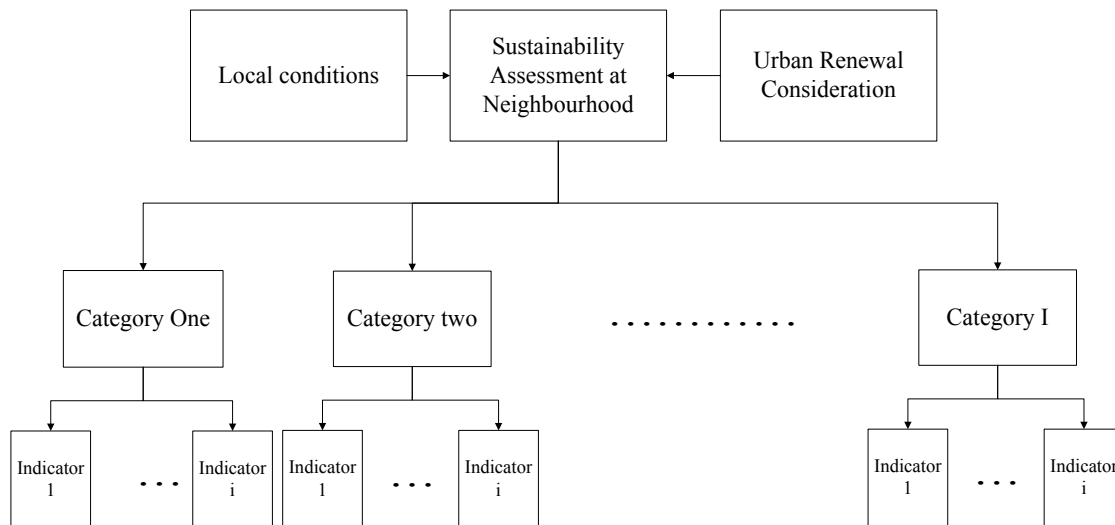 Local conditions
Sustainability
Assessment at
Neighbourhood
Urban Renewal
Consideration
Category One
Category two
............
Category I
Indicator
1
...
Indicator
i
Indicator
1
...
Indicator
i
Indicator
1
...
Indicator
i